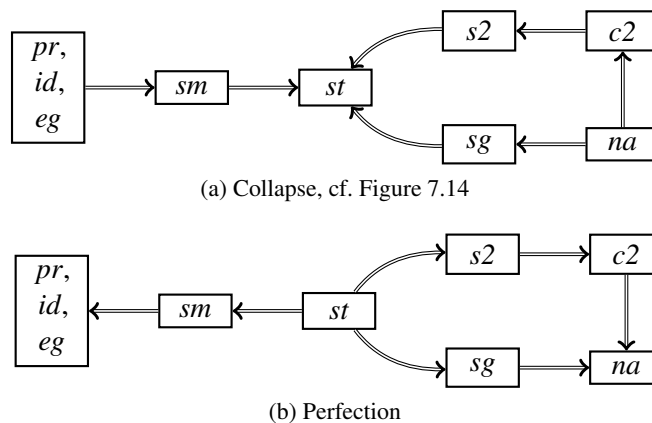 pr,
id,
eg
sm
st
s2
c2
sg
na
(a) Collapse, cf. Figure 7.14
pr,
id,
eg
sm
st
s2
c2
sg
na
(b) Perfection